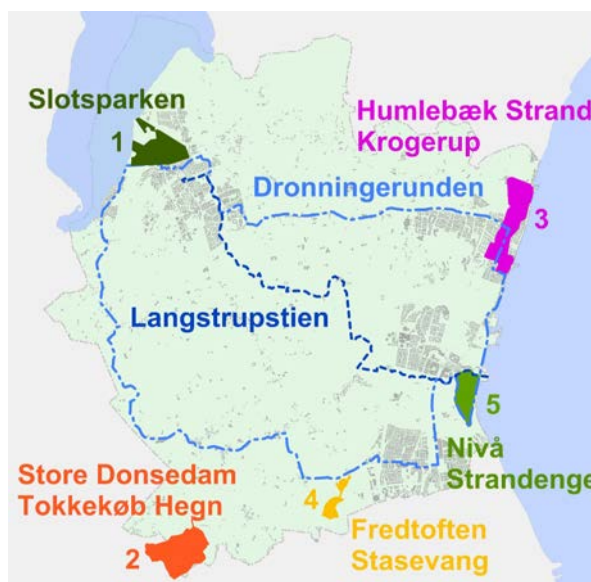 Slotsparken
1
Humlebæk Strand
Krogerup
3
Dronningerunden
Langstrupstien
5
Nivå
Strandenge
Store Donsedam
Tokkekøb Hegn
2
4
Fredtoften
Stasevang